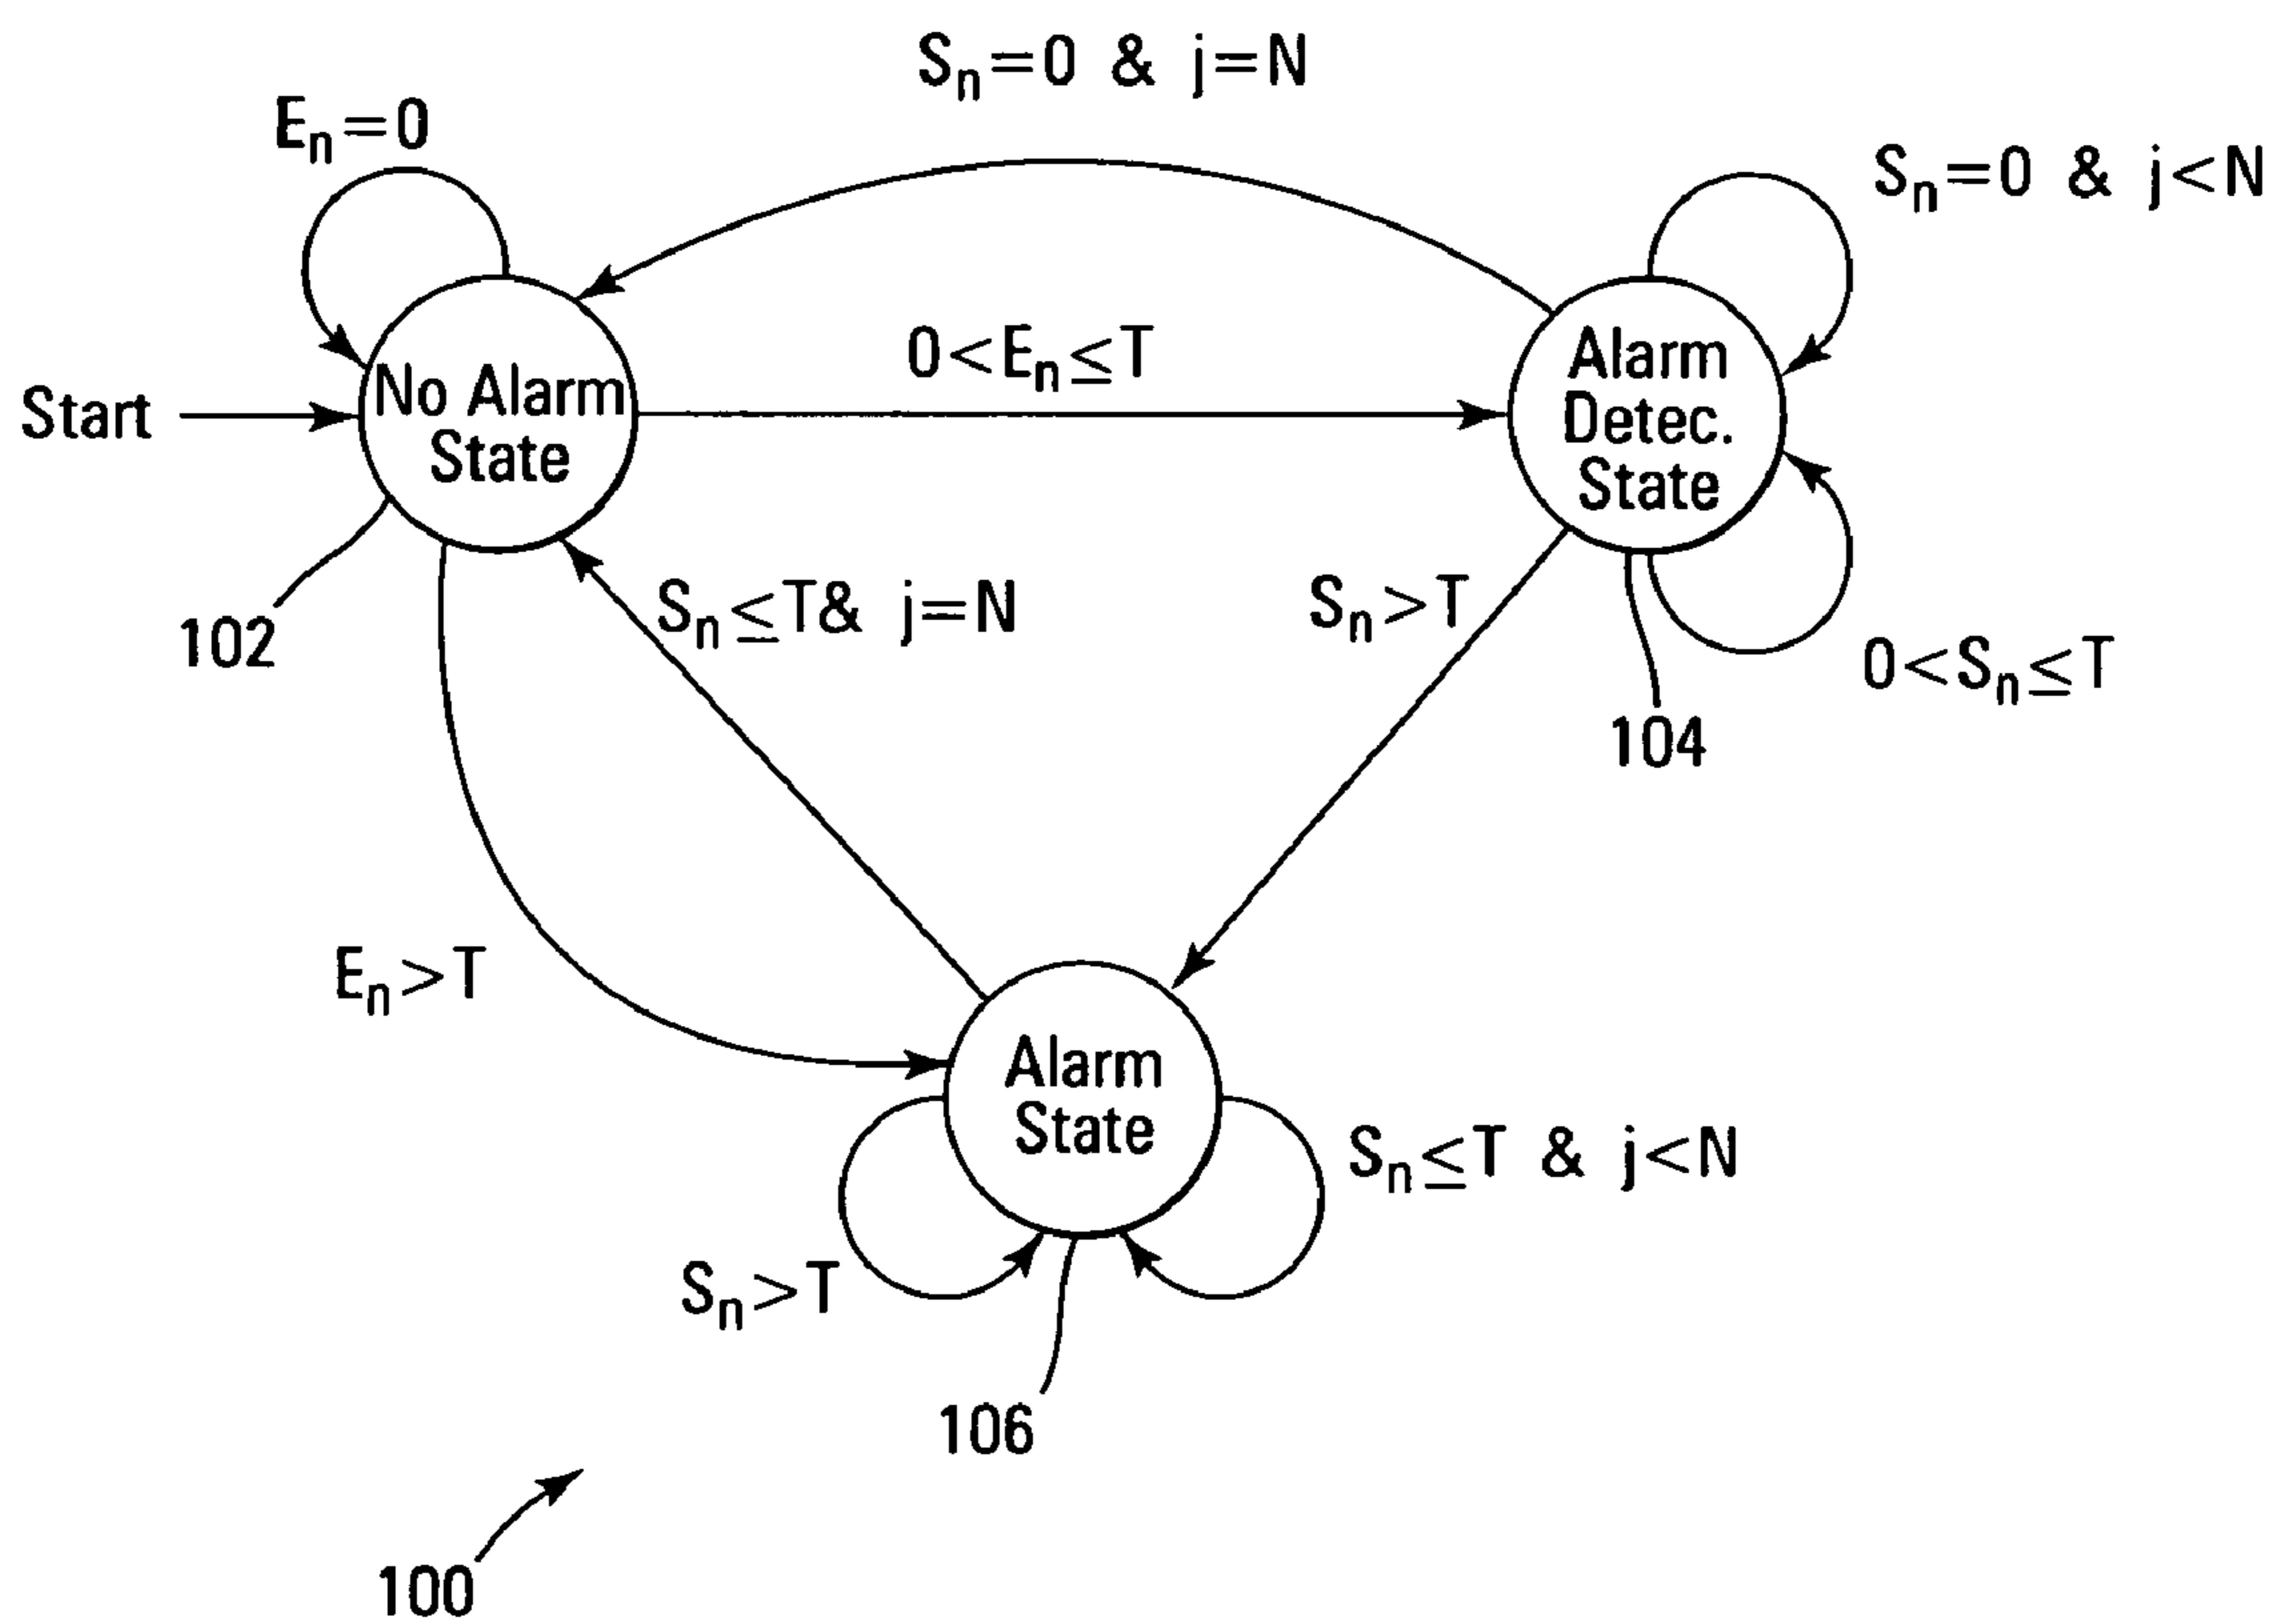 Sn=0 & j=N
En=0
Sn=0 & j<N
0<En≤T
Start
No Alarm
State
Alarm
Detec.
State
Sn≤T& j=N
Sn>T
102
0<Sn≤T
104
En>T
Alarm
State
Sn≤T & j<N
Sn>T
106
100